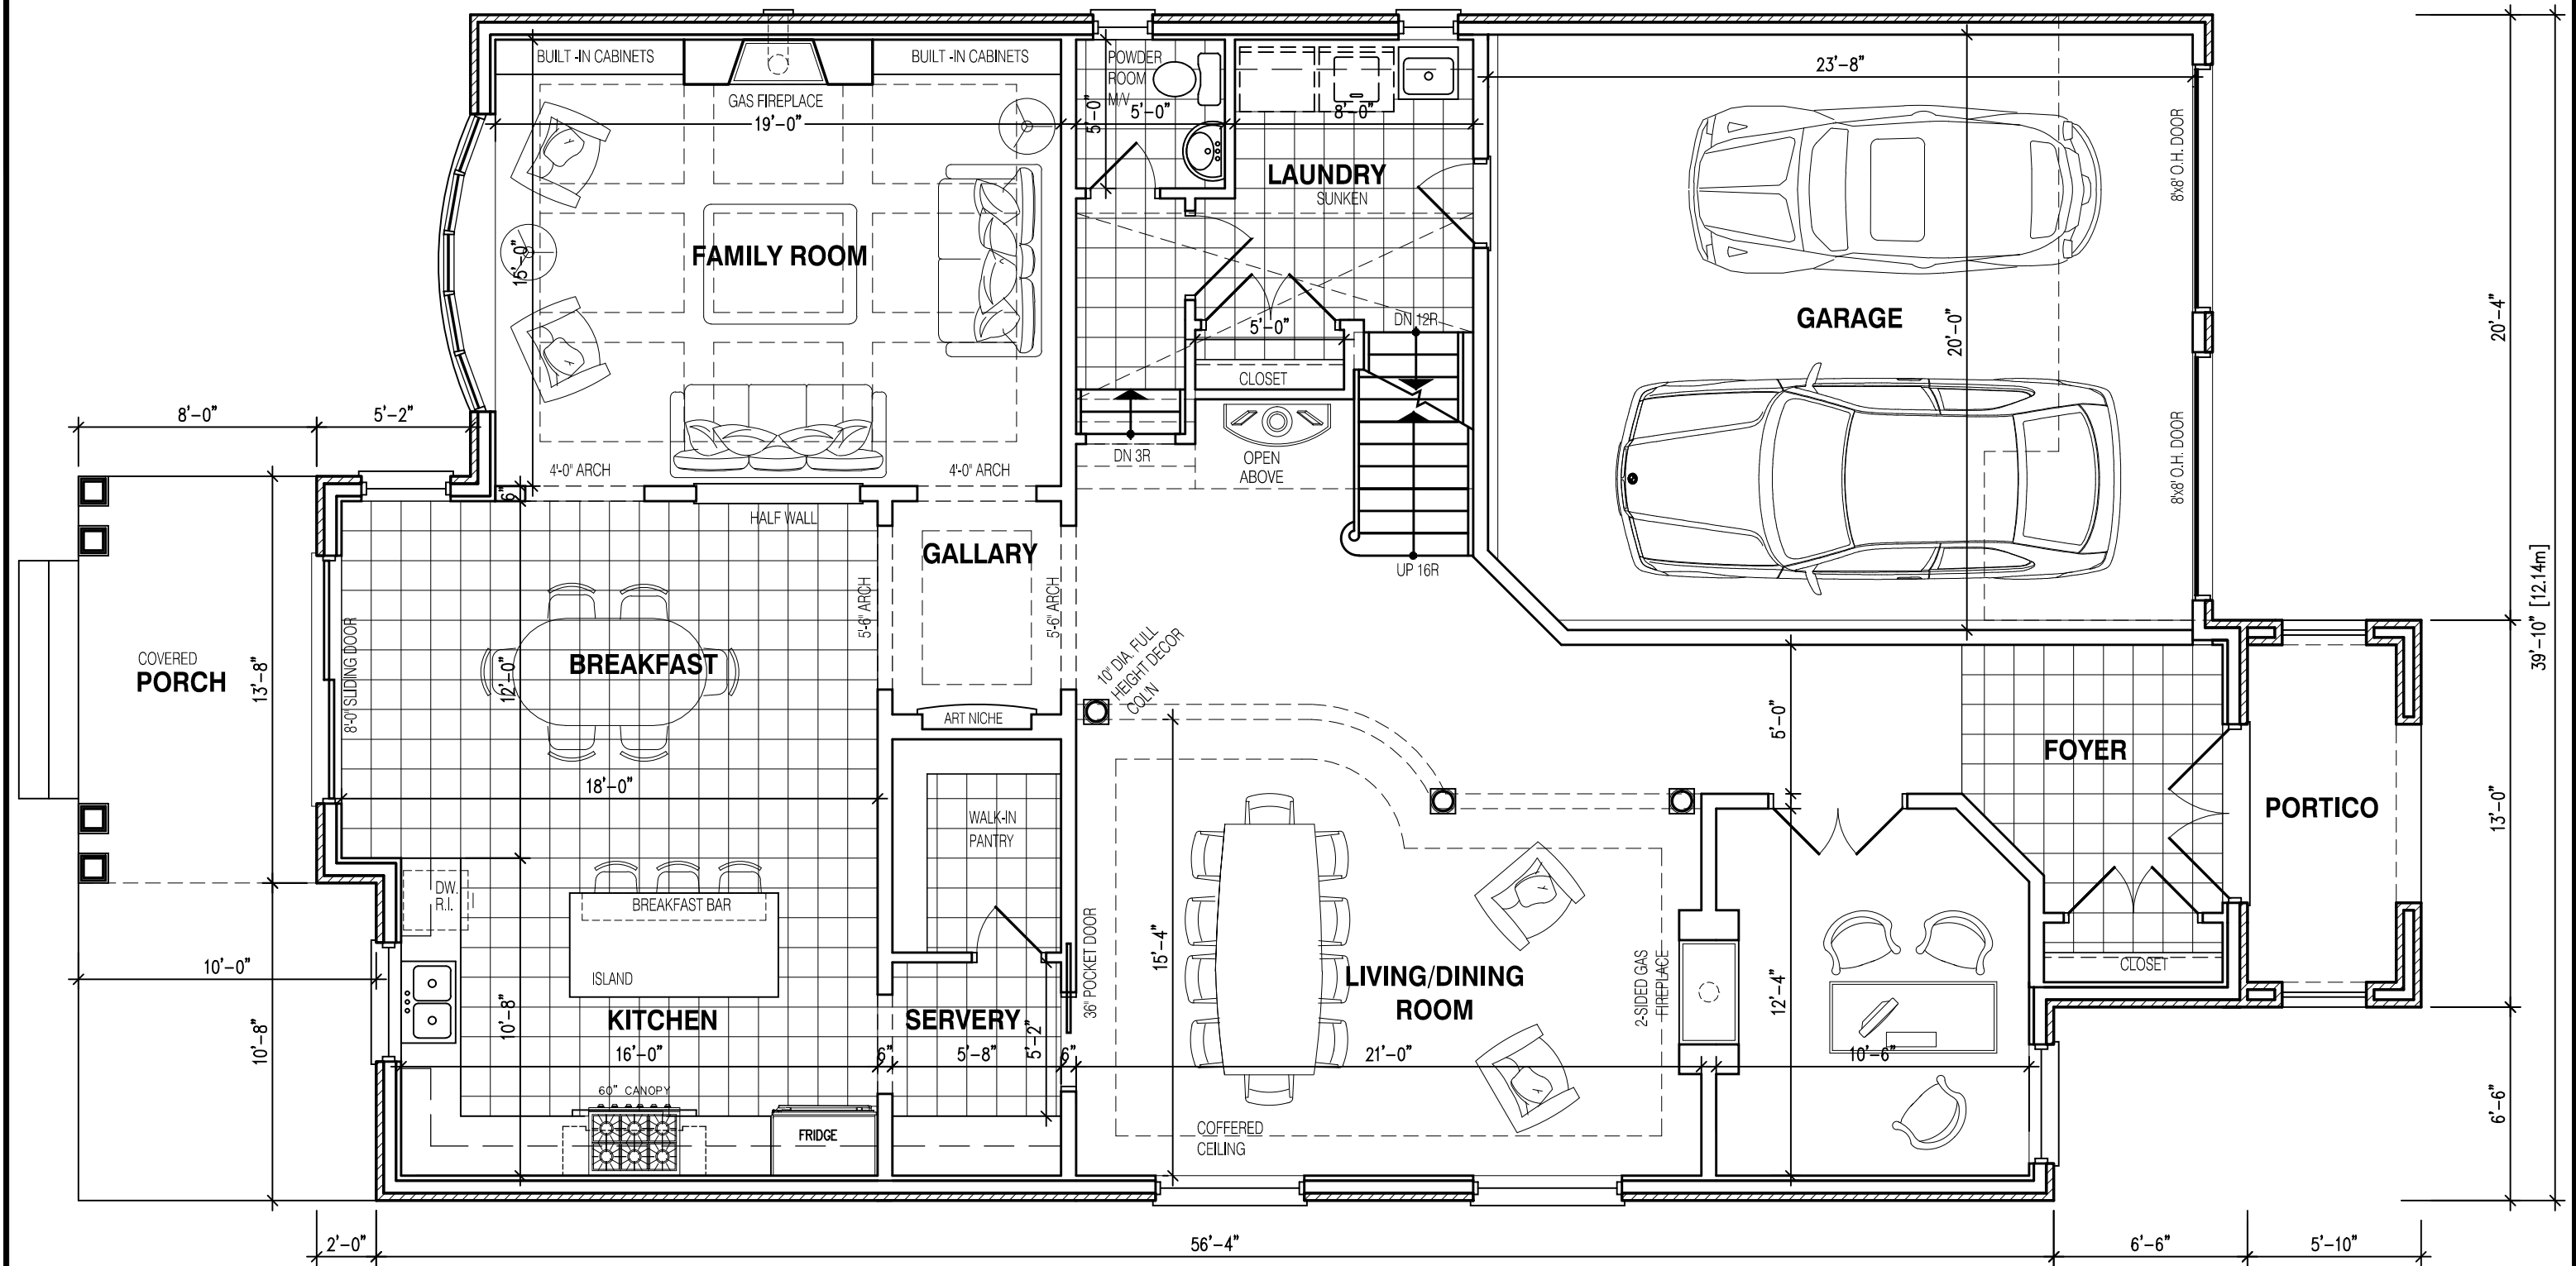 BUILT -IN CABINETS
BUILT -IN CABINETS
GAS FIREPLACE
19'-0"
POWDER
ROOM
M/V
5'-0"
5'-0"
8'-0"
23'-8"
8'x8' O.H. DOOR
LAUNDRY
SUNKEN
FAMILY ROOM
15'-0"
GARAGE
20'-0"
20'-4"
5'-0"
DN 12R
CLOSET
8'-0"
5'-2"
OPEN
ABOVE
DN 3R
4'-0" ARCH
4'-0" ARCH
6"
8'x8' O.H. DOOR
HALF WALL
GALLARY
UP 16R
5'-6" ARCH
5'-6" ARCH
39'-10" [12.14m]
COVERED
PORCH
13'-8"
8'-0" SLIDING DOOR
BREAKFAST
12'-0"
10" DIA. FULL
HEIGHT DECOR
COLIN
ART NICHE
5'-0"
FOYER
PORTICO
13'-0"
18'-0"
WALK-IN
PANTRY
DW.
R.I.
BREAKFAST BAR
ISLAND
10'-0"
10'-8"
10'-8"
KITCHEN
16'-0"
6"
SERVERY
5'-8"
5'-2"
6"
36" POCKET DOOR
15'-4"
LIVING/DINING
ROOM
21'-0"
2-SIDED GAS
FIREPLACE
12'-4"
10'-6"
CLOSET
6'-6"
60" CANOPY
FRIDGE
COFFERED
CEILING
2'-0"
56'-4"
6'-6"
5'-10"